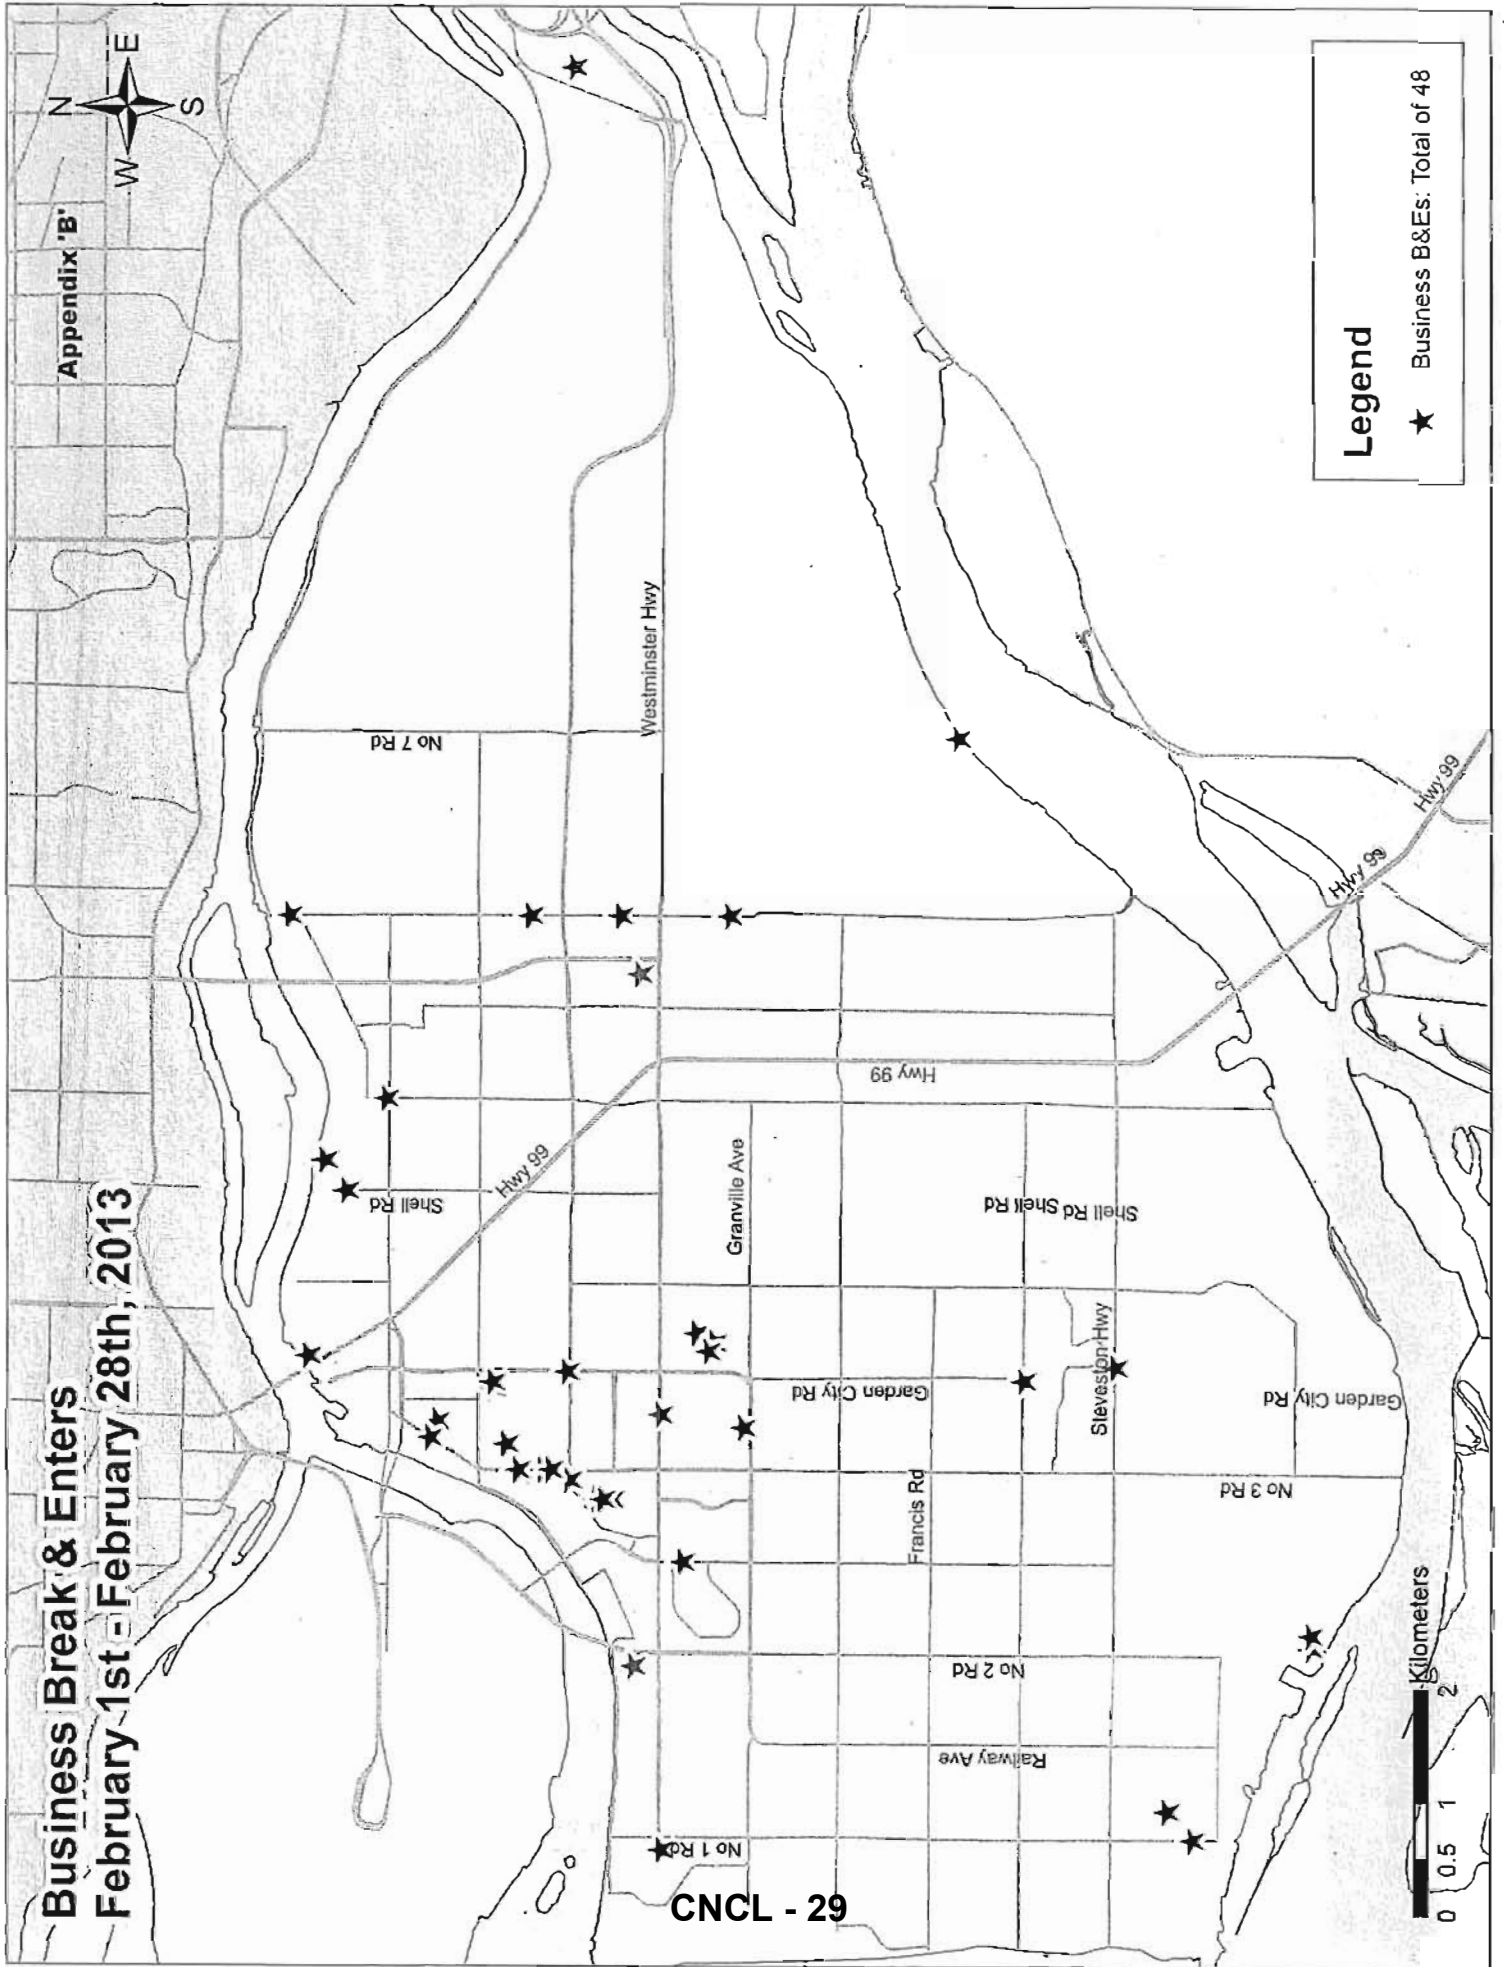 Business Break & Enters
February 1st - February 28th, 2013
Appendix 'B'
N
W
E
S
No 7 Rd
Westminster Hwy
Hwy 99
Hwy 99
Hwy 99
Hwy 99
Shell Rd
Granville Ave
Shell Rd
Shell Rd
Garden City Rd
Steveston Hwy
Garden City Rd
Francis Rd
No 3 Rd
No 2 Rd
Railway Ave
No 1 Rd
Legend
Business B&Es: Total of 48
Kilometers
0 0.5 1 2
CNCL - 29